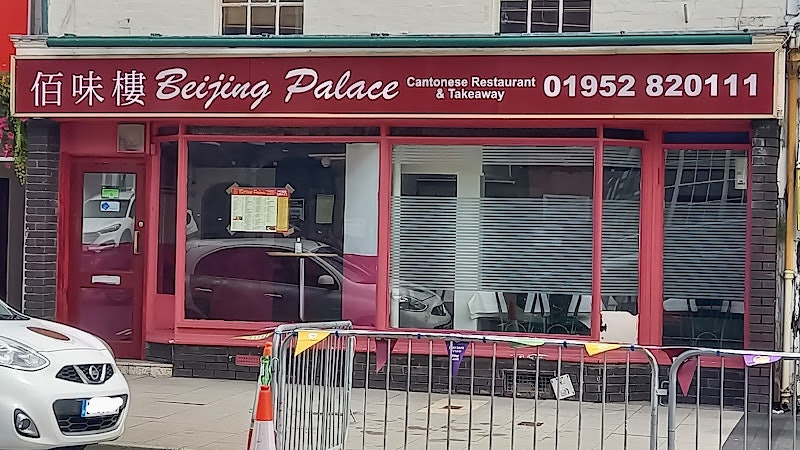 佰味樓 Beijing Palace Cantonese Restaurant & Takeaway 01952 820111